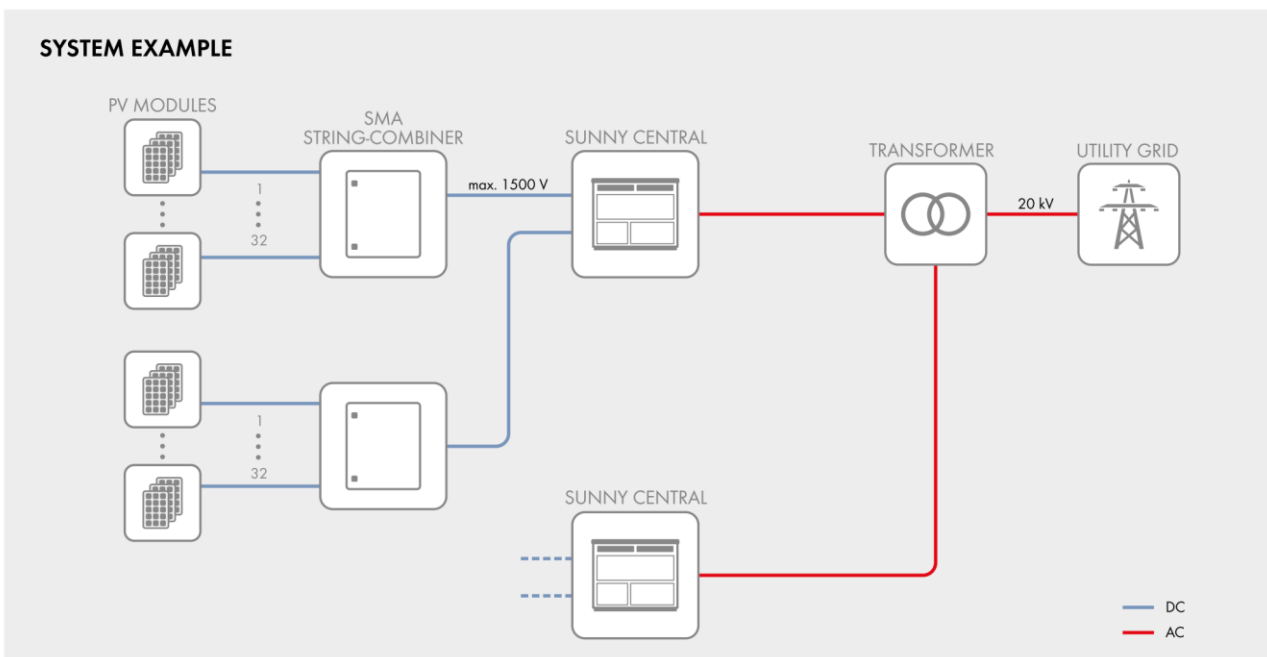 SYSTEM EXAMPLE
PV MODULES
SMA
STRING-COMBINER
SUNNY CENTRAL
TRANSFORMER
UTILITY GRID
1
32
max. 1500 V
20 kV
1
32
SUNNY CENTRAL
DC
AC